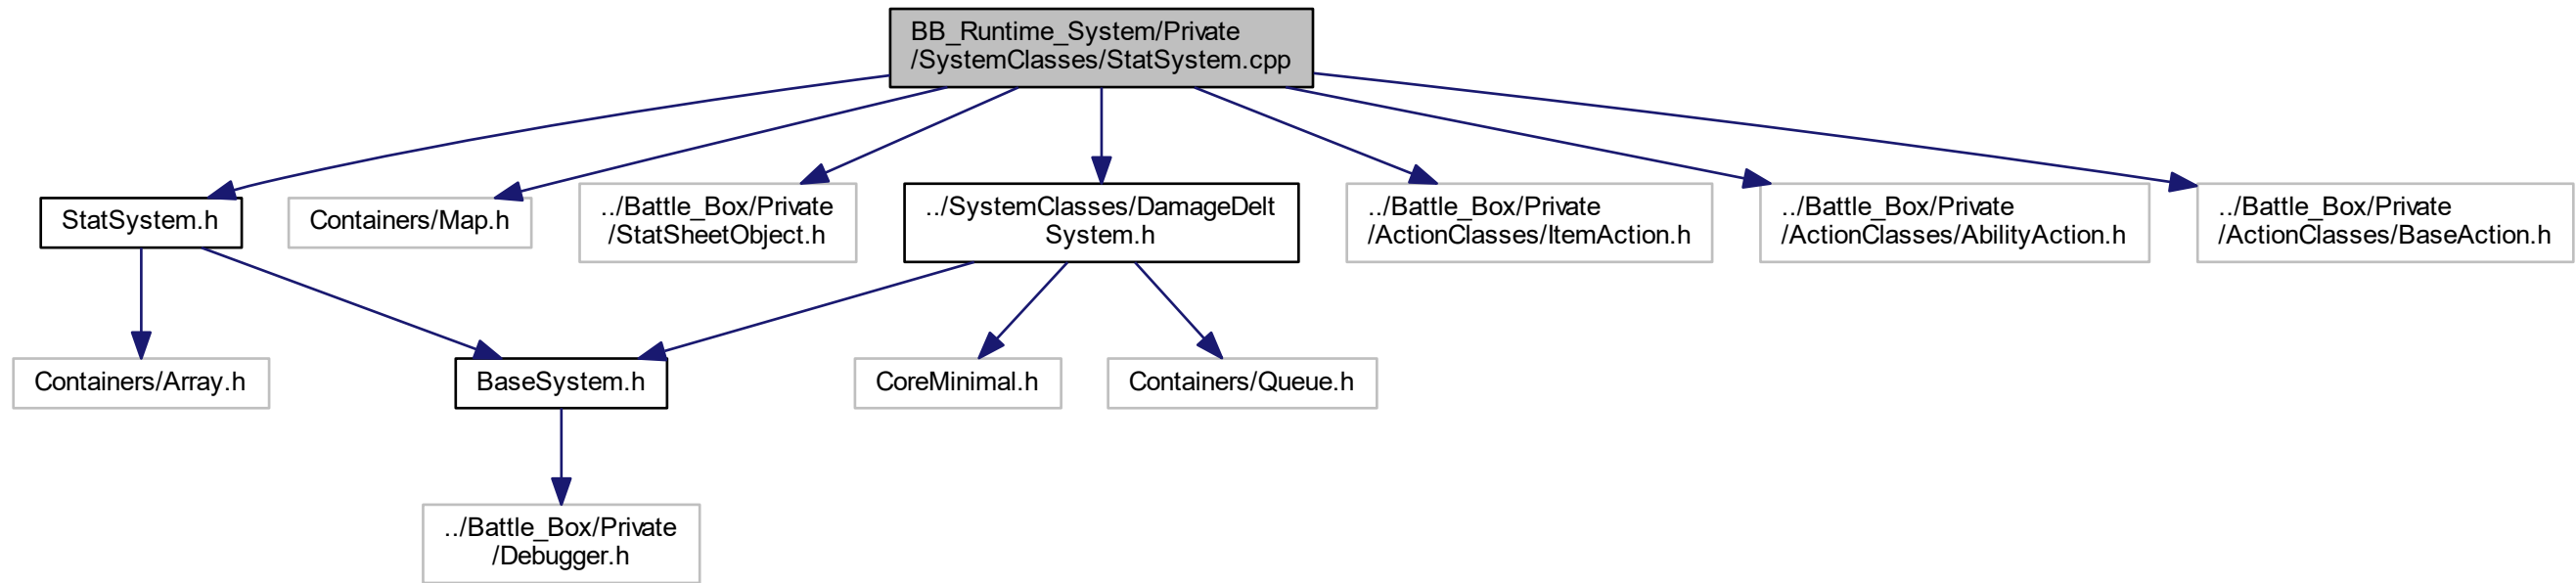 BB_Runtime_System/Private
/SystemClasses/StatSystem.cpp
StatSystem.h
Containers/Map.h
../Battle_Box/Private
/StatSheetObject.h
../SystemClasses/DamageDelt
System.h
../Battle_Box/Private
/ActionClasses/ItemAction.h
../Battle_Box/Private
/ActionClasses/AbilityAction.h
../Battle_Box/Private
/ActionClasses/BaseAction.h
Containers/Array.h
BaseSystem.h
CoreMinimal.h
Containers/Queue.h
../Battle_Box/Private
/Debugger.h